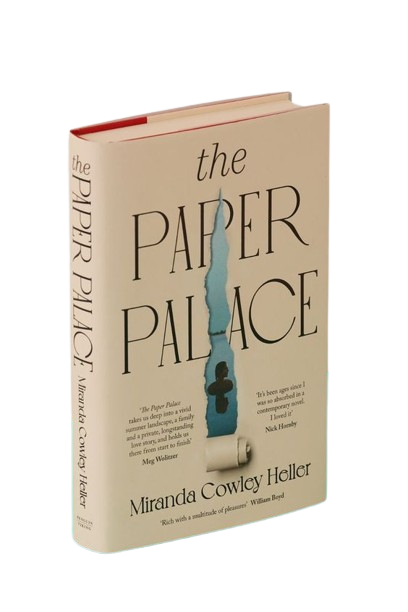 the
PAPER
PALACE
'The Paper Palace
takes us deep into a vivid
summer landscape, a family
and a private, longstanding
love story, and holds us
them from start to finish'
Meg Wolitzer
'It's been ages since I
was so absorbed in a
contemporary novel.
I loved it'
Nick Hornby
Miranda Cowley Heller
'Rich with a multitude of pleasures' William Boyd
the PAPER PALACE Miranda Cowley Heller